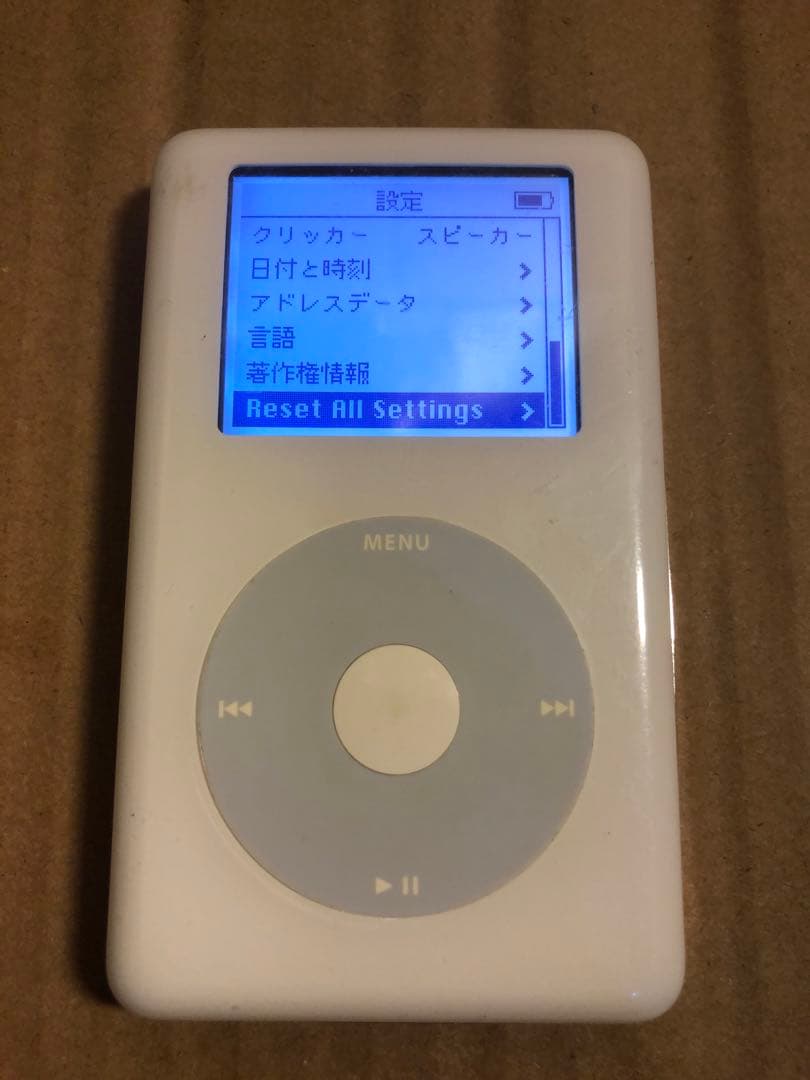 設定
クリッカー スピーカー
日付と時刻
アドレスデータ
言語
著作権情報
Reset All Settings
MENU